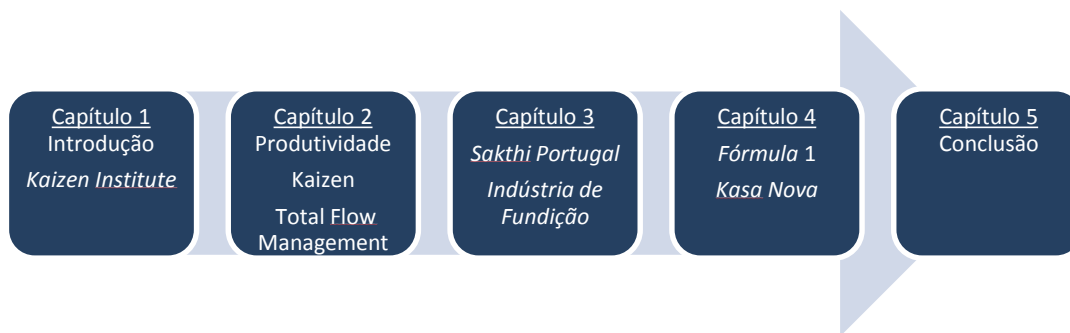 Capítulo 1
Introdução
Kaizen Institute
Capítulo 2
Produtividade
Kaizen
Total Flow
Management
Capítulo 3
Sakthi Portugal
Indústria de
Fundição
Capítulo 4
Fórmula 1
Kasa Nova
Capítulo 5
Conclusão